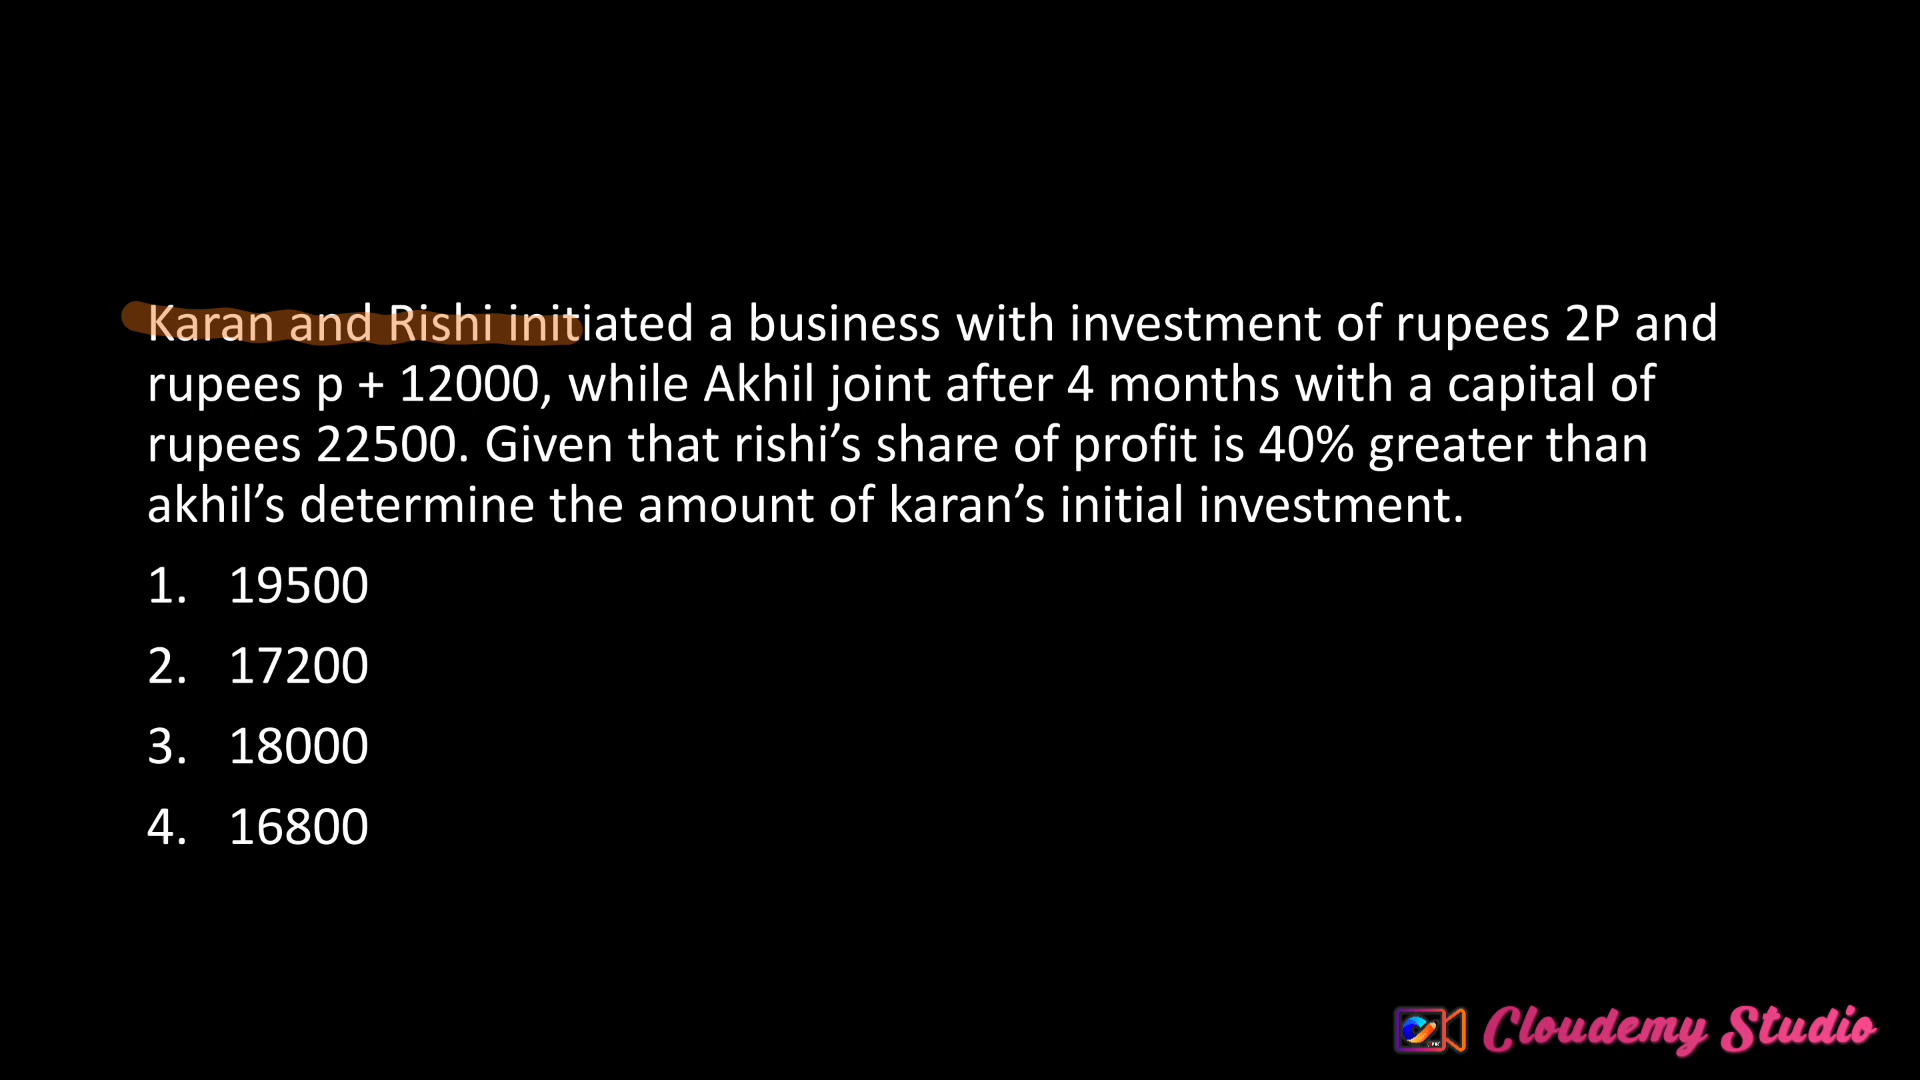 Karan and Rishi initiated a business with investment of rupees 2P and
rupees p + 12000, while Akhil joint after 4 months with a capital of
rupees 22500. Given that rishi’s share of profit is 40% greater than
akhil’s determine the amount of karan’s initial investment.
1. 19500
2. 17200
3. 18000
4. 16800
Cloudemy Studio